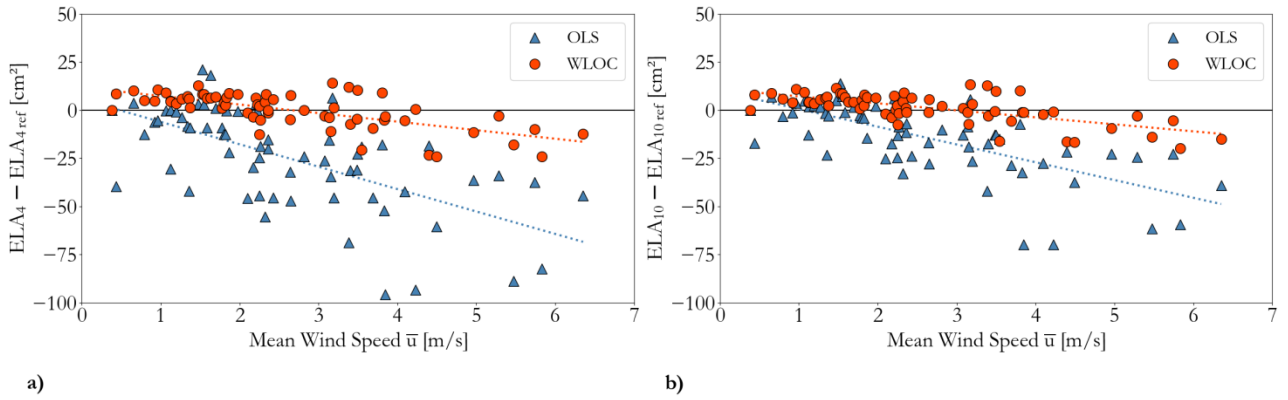 50
25
0
−25
−50
−75
−100
ELA₄ − ELA₄ ref [cm²]
OLS
WLOC
0 1 2 3 4 5 6 7
Mean Wind Speed u̅ [m/s]
a)
50
25
0
−25
−50
−75
−100
ELA₁₀ − ELA₁₀ ref [cm²]
OLS
WLOC
0 1 2 3 4 5 6 7
Mean Wind Speed u̅ [m/s]
b)